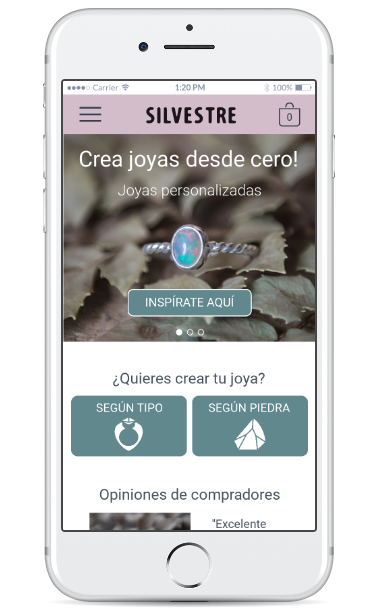 Carrier 1:20 PM 100%
SILVESTRE 0
Crea joyas desde cero!
Joyas personalizadas
INSPÍRATE AQUÍ
¿Quieres crear tu joya?
SEGÚN TIPO SEGÚN PIEDRA
Opiniones de compradores
"Excelente